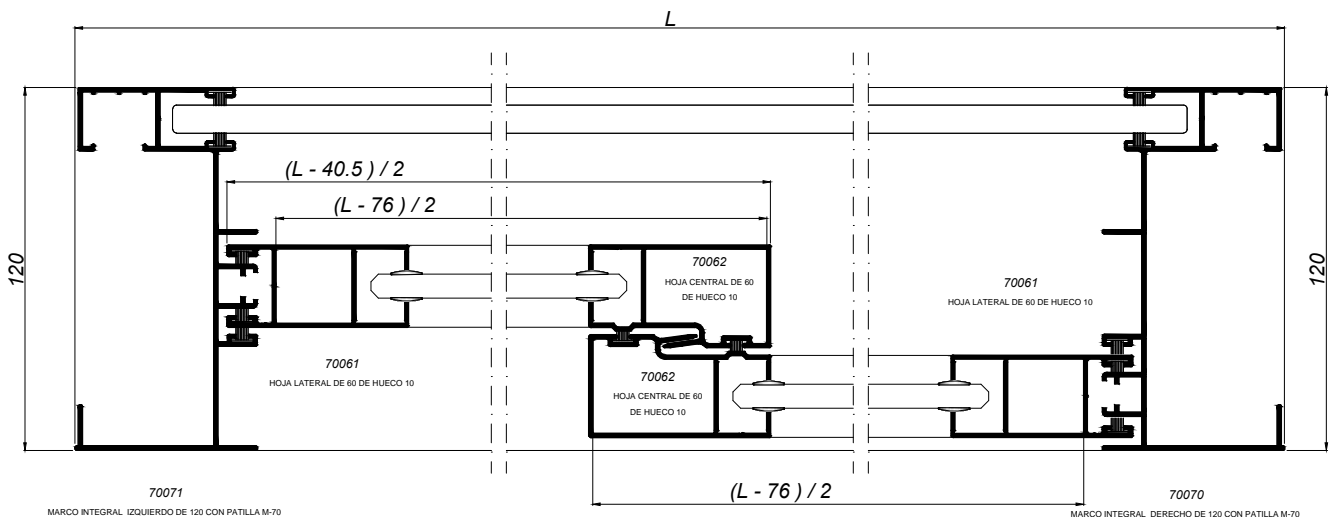 L
(L - 40.5 ) / 2
(L - 76 ) / 2
120
120
70062
HOJA CENTRAL DE 60
DE HUECO 10
70061
HOJA LATERAL DE 60 DE HUECO 10
70061
HOJA LATERAL DE 60 DE HUECO 10
70062
HOJA CENTRAL DE 60
DE HUECO 10
(L - 76 ) / 2
70071
MARCO INTEGRAL IZQUIERDO DE 120 CON PATILLA M-70
70070
MARCO INTEGRAL DERECHO DE 120 CON PATILLA M-70